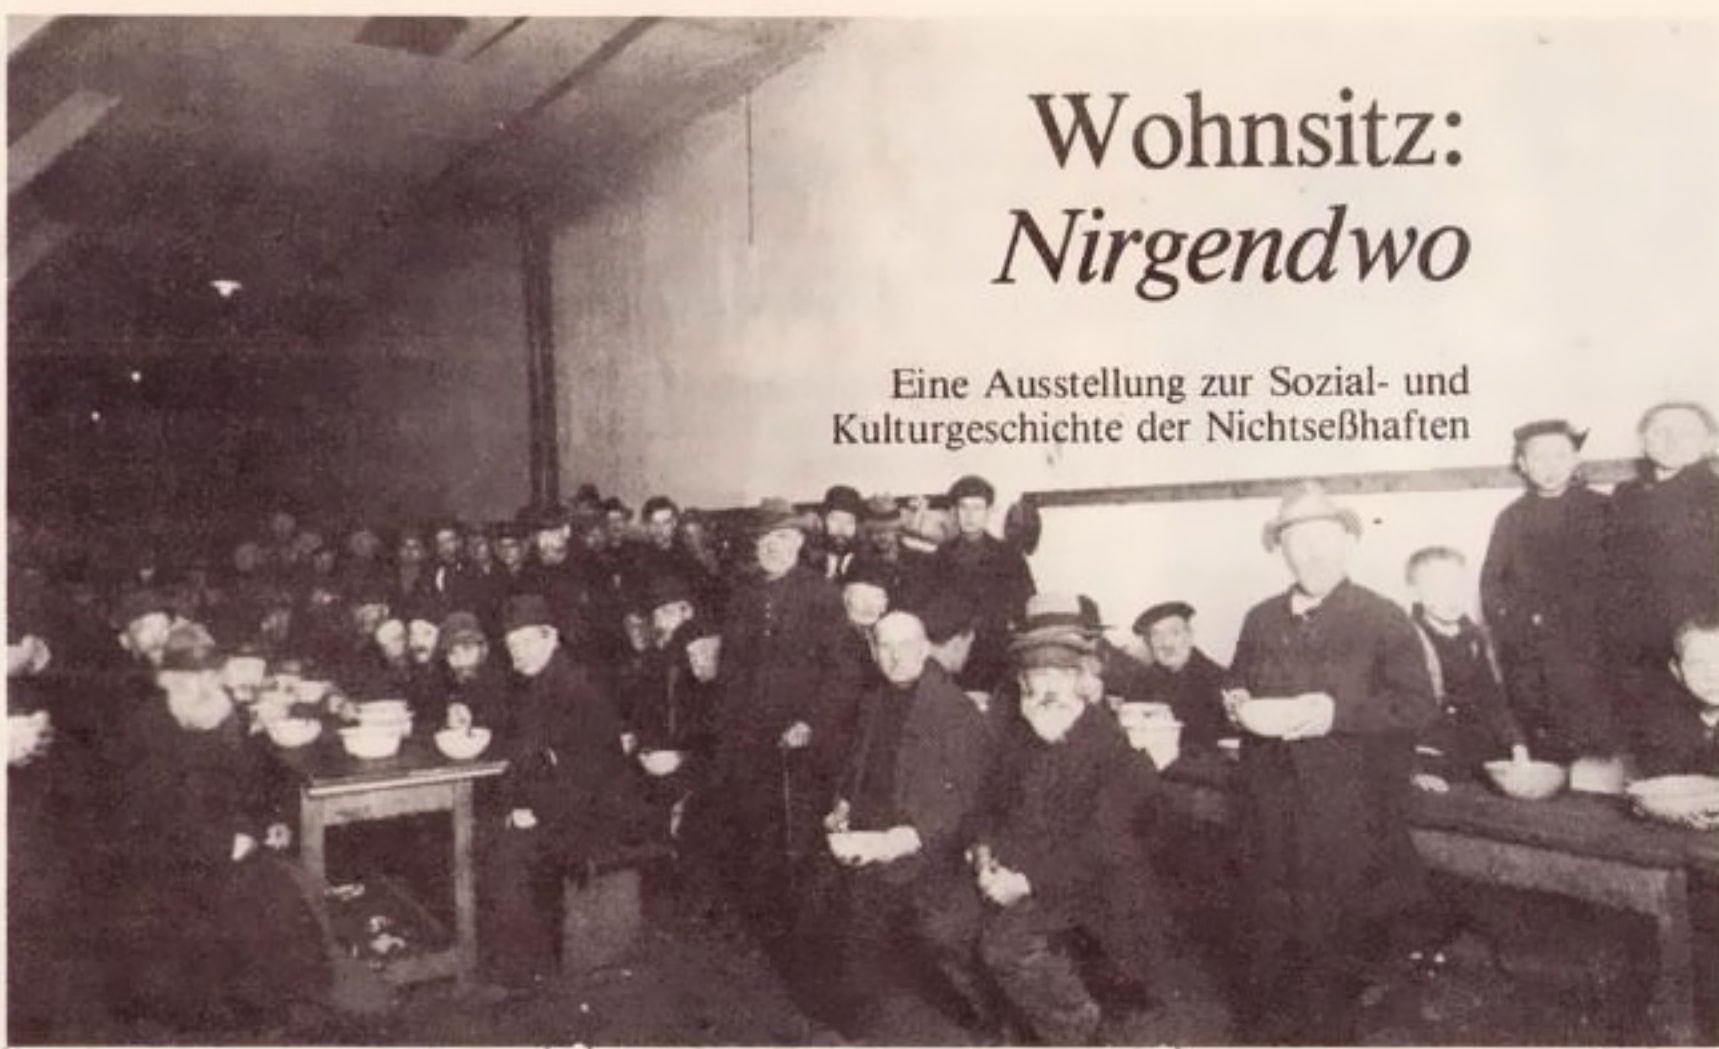 Wohnsitz:
Nirgendwo
Eine Ausstellung zur Sozial- und
Kulturgeschichte der Nichtseßhaften